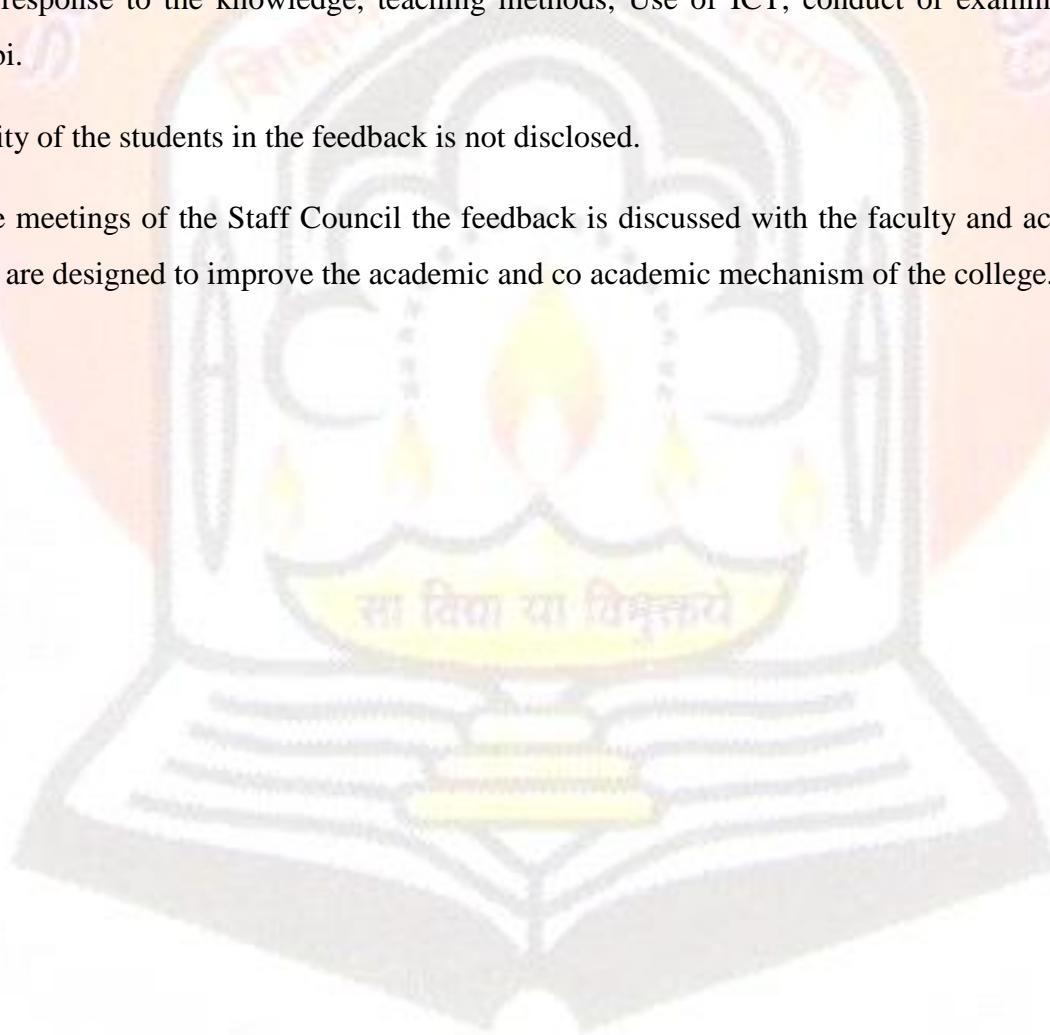 response to the knowledge, teaching methods, Use of ICT, conduct of examin
oi.
ity of the students in the feedback is not disclosed.
e meetings of the Staff Council the feedback is discussed with the faculty and ac
are designed to improve the academic and co academic mechanism of the college.
सा विद्या या विमुक्तये